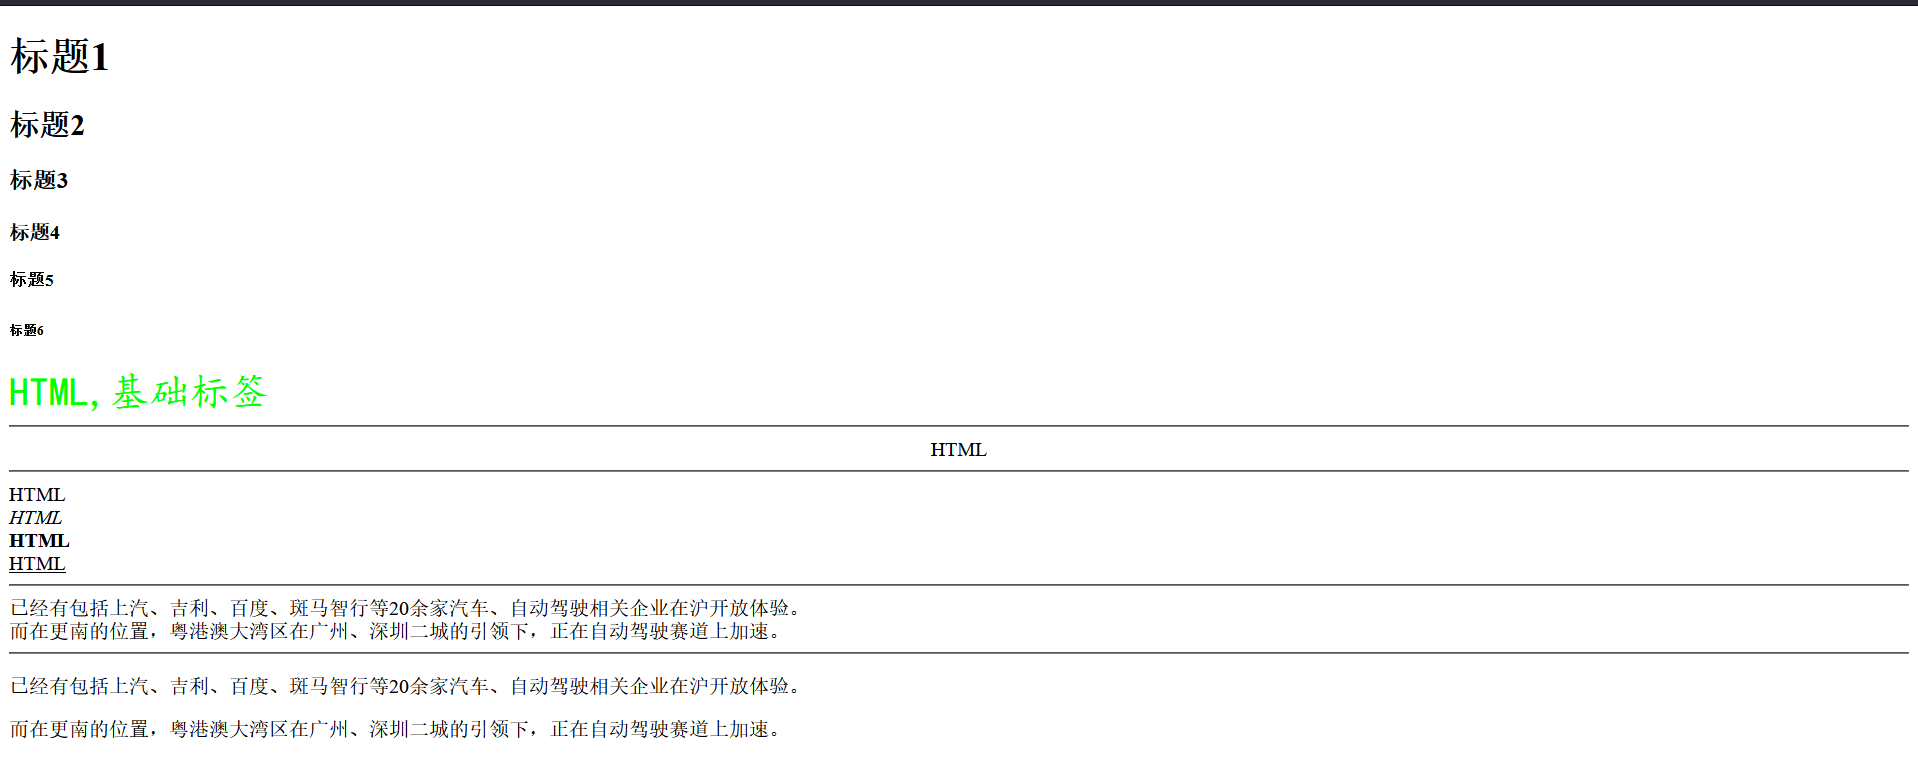 标题1
标题2
标题3
标题4
标题5
标题6
HTML,基础标签
HTML
HTML
HTML
HTML
HTML
已经有包括上汽、吉利、百度、斑马智行等20余家汽车、自动驾驶相关企业在沪开放体验。
而在更南的位置，粤港澳大湾区在广州、深圳二城的引领下，正在自动驾驶赛道上加速。
已经有包括上汽、吉利、百度、斑马智行等20余家汽车、自动驾驶相关企业在沪开放体验。
而在更南的位置，粤港澳大湾区在广州、深圳二城的引领下，正在自动驾驶赛道上加速。